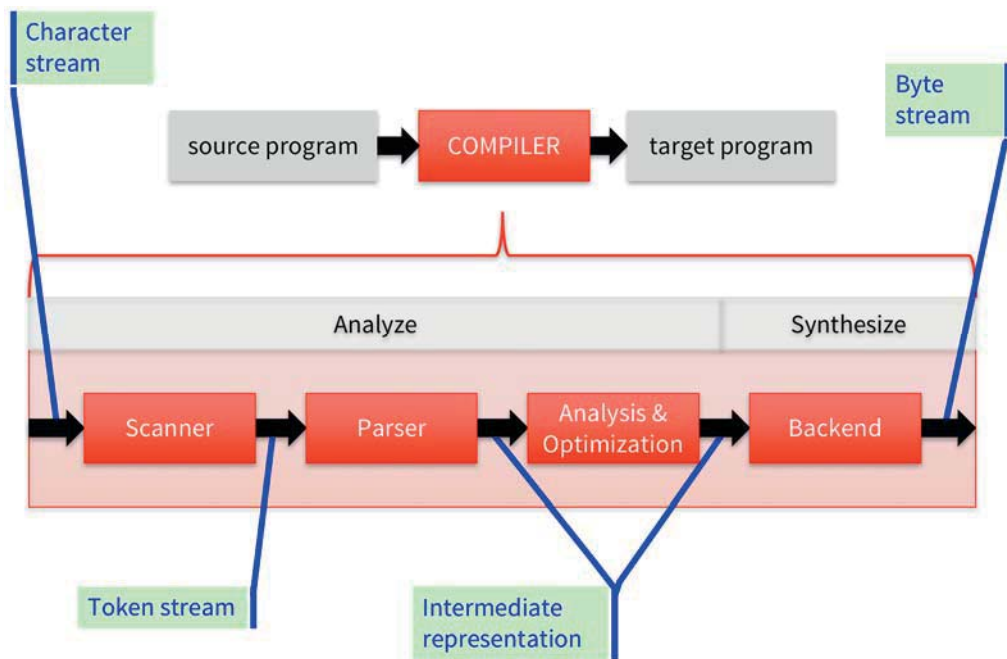 Character
stream
Byte
stream
source program
COMPILER
target program
Analyze
Synthesize
Scanner
Parser
Analysis &
Optimization
Backend
Token stream
Intermediate
representation